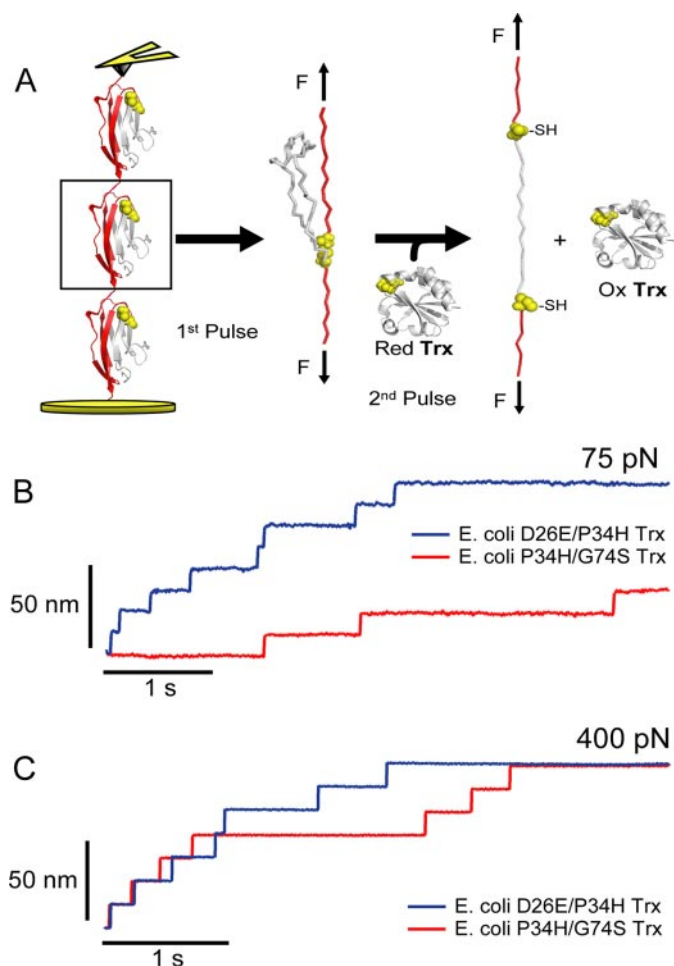 A
F
F
-SH
1st Pulse
Red Trx
2nd Pulse
-SH
+
Ox Trx
F
F
B
75 pN
E. coli D26E/P34H Trx
E. coli P34H/G74S Trx
50 nm
1 s
C
400 pN
50 nm
E. coli D26E/P34H Trx
E. coli P34H/G74S Trx
1 s